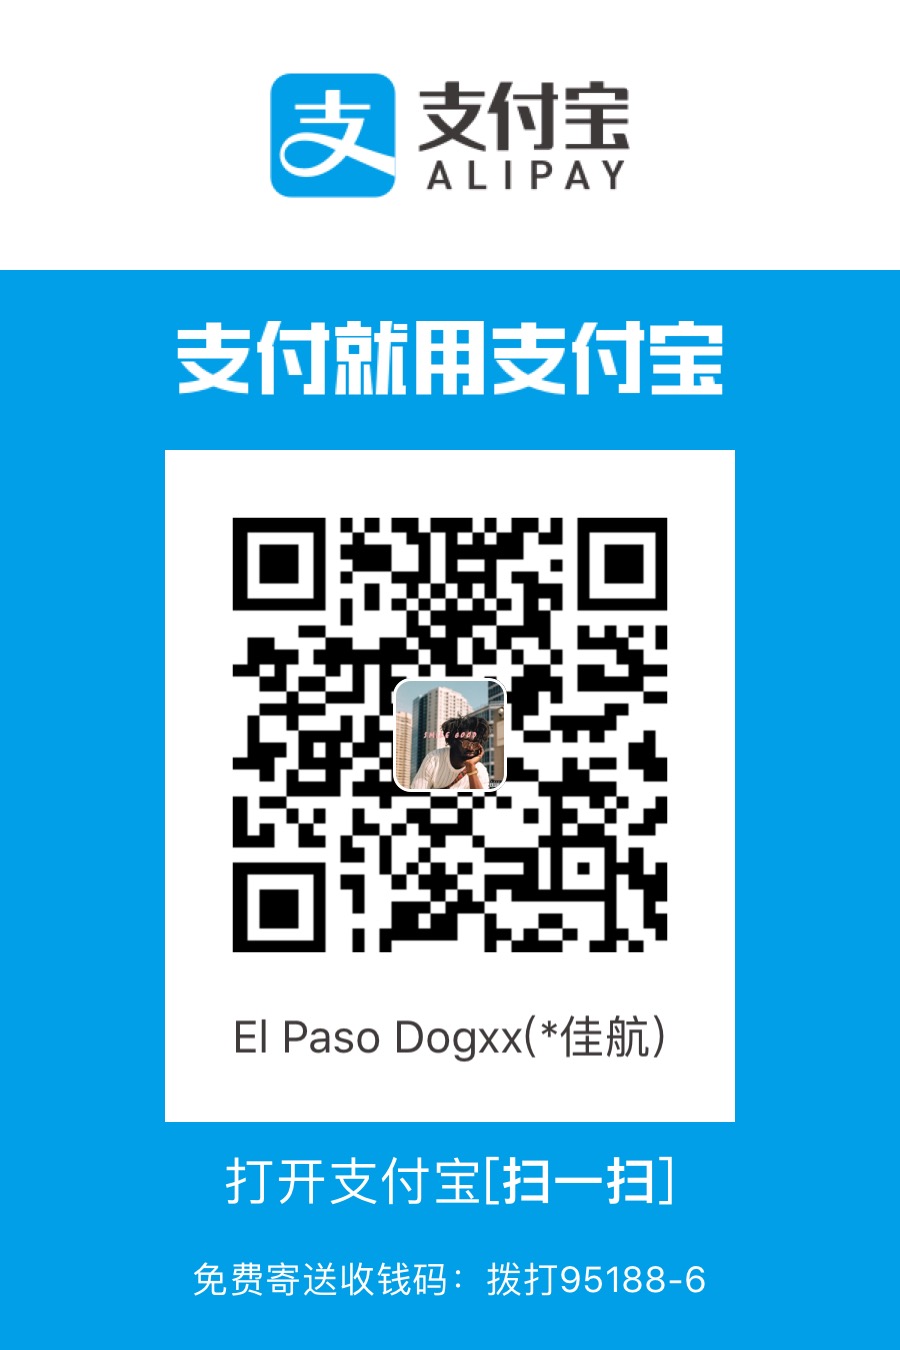 支付宝
ALIPAY
支付就用支付宝
El Paso Dogxx(*佳航)
打开支付宝[扫一扫]
免费寄送收钱码：拨打95188-6